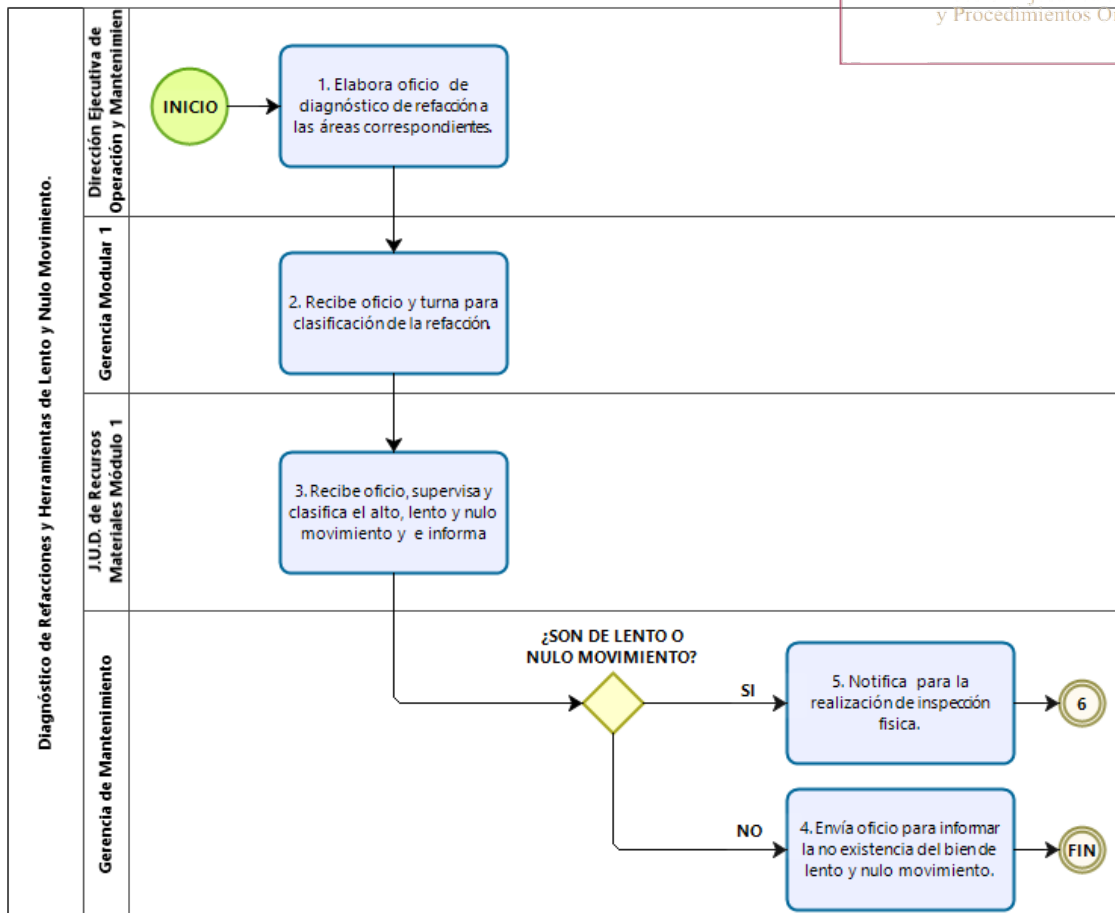 y Procedimientos
Diagnóstico de Refacciones y Herramientas de Lento y Nulo Movimiento.
Dirección Ejecutiva de
Operación y Mantenimien
INICIO
1. Elabora oficio de
diagnóstico de refacción a
las áreas correspondientes.
Gerencia Modular 1
2. Recibe oficio y turna para
clasificación de la refacción.
J.U.D. de Recursos
Materiales Módulo 1
3. Recibe oficio, supervisa y
clasifica el alto, lento y nulo
movimiento y e informa
Gerencia de Mantenimiento
¿SON DE LENTO O
NULO MOVIMIENTO?
SI
5. Notifica para la
realización de inspección
fisica.
6
NO
4. Envía oficio para informar
la no existencia del bien de
lento y nulo movimiento.
FIN